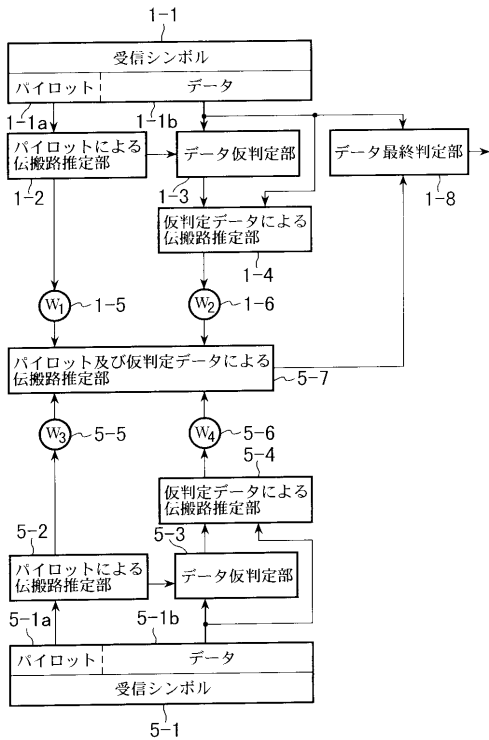 1-1
受信シンボル
パイロット
データ
1-1a
1-1b
パイロットによる
伝搬路推定部
データ仮判定部
データ最終判定部
1-2
1-3
1-8
仮判定データによる
伝搬路推定部
1-4
W1
1-5
W2
1-6
パイロット及び仮判定データによる
伝搬路推定部
5-7
W3
5-5
W4
5-6
5-4
仮判定データによる
伝搬路推定部
5-2
5-3
パイロットによる
伝搬路推定部
データ仮判定部
5-1a
5-1b
パイロット
データ
受信シンボル
5-1